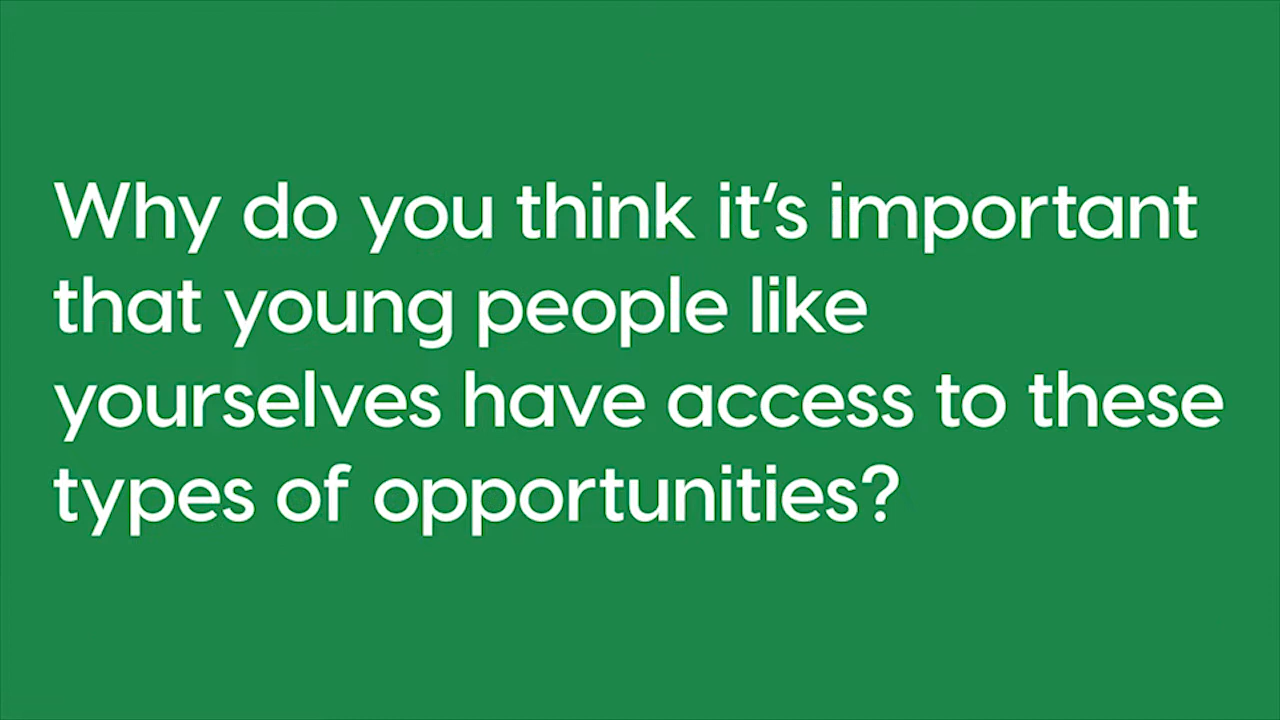 Why do you think it‘s important
that young people like
yourselves have access to these
types of opportunities?